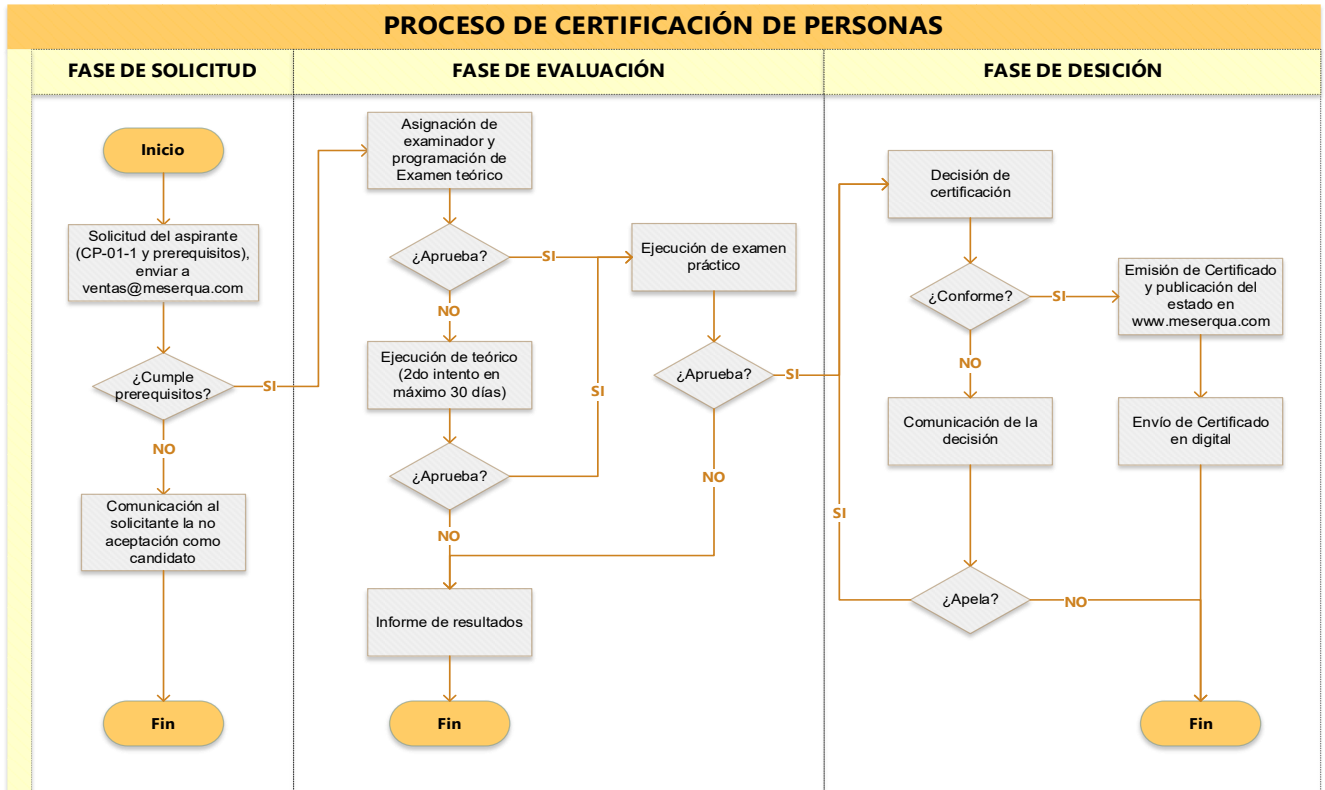 PROCESO DE CERTIFICACIÓN DE PERSONAS
FASE DE SOLICITUD
Inicio
Solicitud del aspirante
(CP-01-1 y prerequisitos),
enviar a
ventas@meserqua.com
¿Cumple
prerequisitos?
SI
NO
Comunicación al
solicitante la no
aceptación como
candidato
Fin
FASE DE EVALUACIÓN
Asignación de
examinador y
programación de
Examen teórico
¿Aprueba?
SI
NO
Ejecución de teórico
(2do intento en
máximo 30 días)
¿Aprueba?
SI
NO
Ejecución de examen
práctico
¿Aprueba?
SI
NO
Informe de resultados
Fin
FASE DE DESICIÓN
Decisión de
certificación
¿Conforme?
SI
NO
Emisión de Certificado
y publicación del
estado en
www.meserqua.com
Envío de Certificado
en digital
Comunicación de la
decisión
¿Apela?
SI
NO
Fin